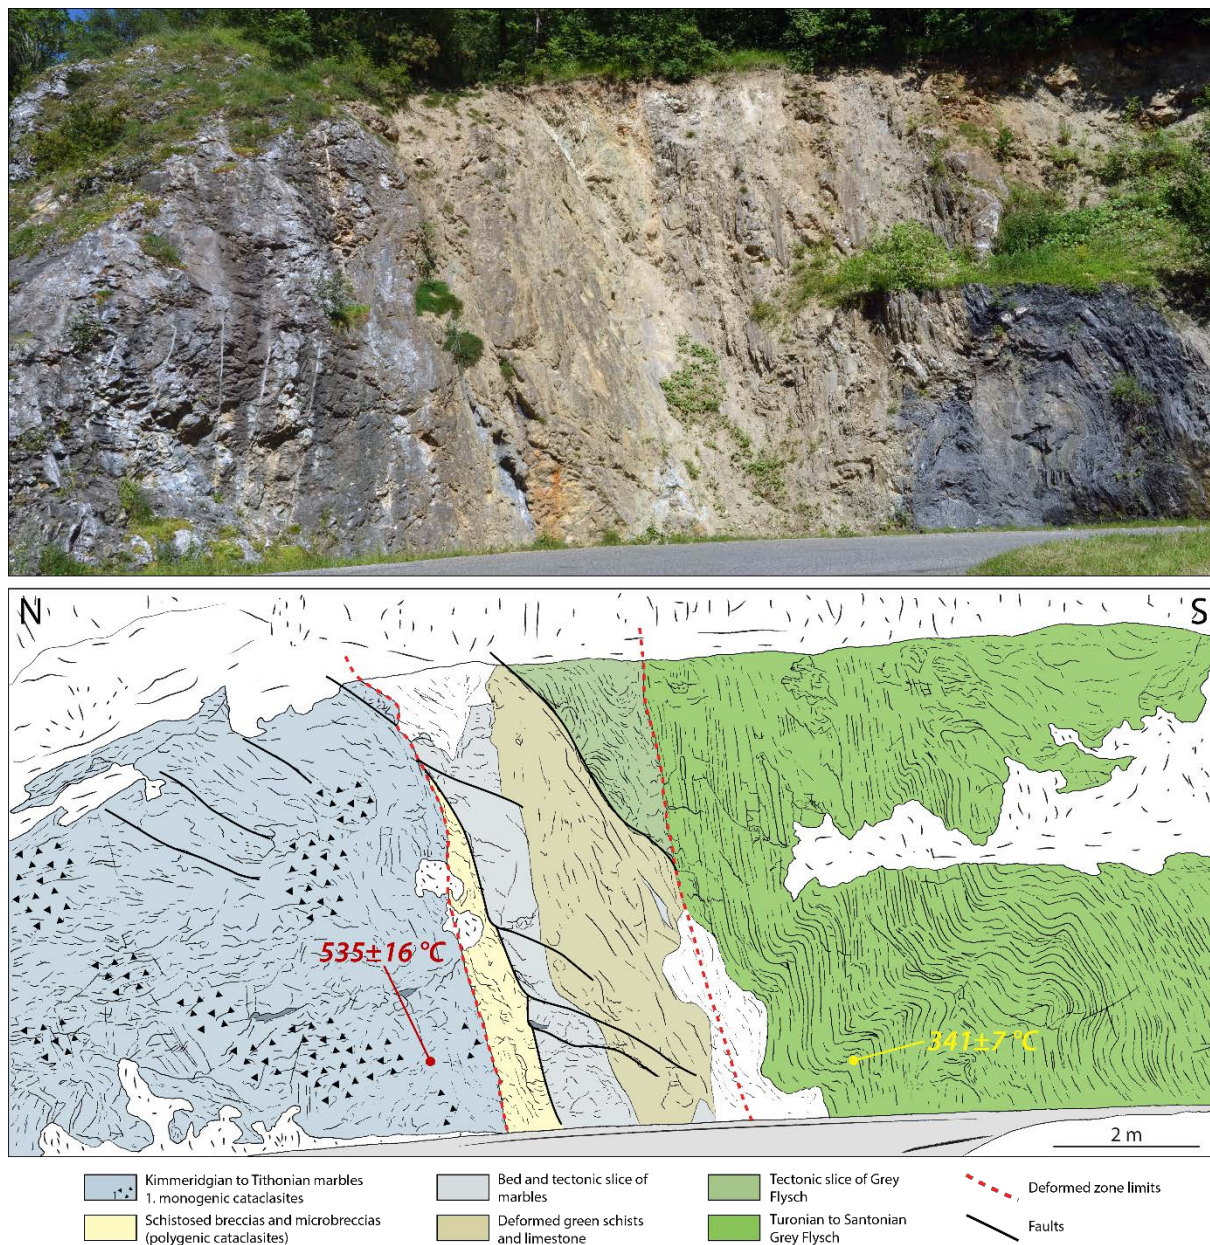 N
S
535±16 °C
341±7 °C
2 m
Kimmeridgian to Tithonian marbles
1. monogenic cataclasites
1
Schistosed breccias and microbreccias
(polygenic cataclasites)
Bed and tectonic slice of
marbles
Deformed green schists
and limestone
Tectonic slice of Grey
Flysch
Turonian to Santonian
Grey Flysch
Deformed zone limits
Faults